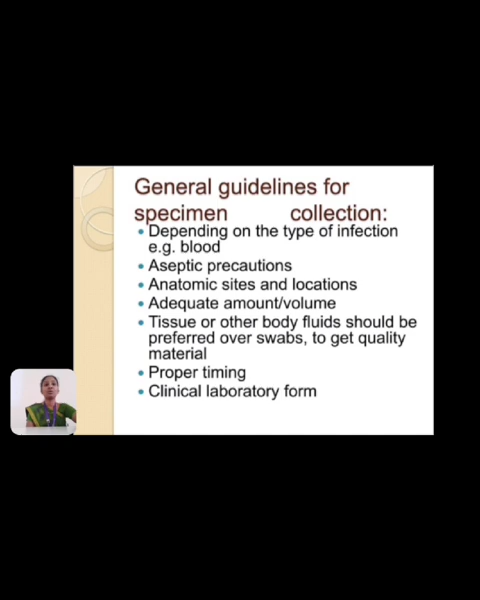 General guidelines for
specimen collection:
• Depending on the type of infection
e.g. blood
• Aseptic precautions
• Anatomic sites and locations
• Adequate amount/volume
• Tissue or other body fluids should be
preferred over swabs, to get quality
material
• Proper timing
• Clinical laboratory form